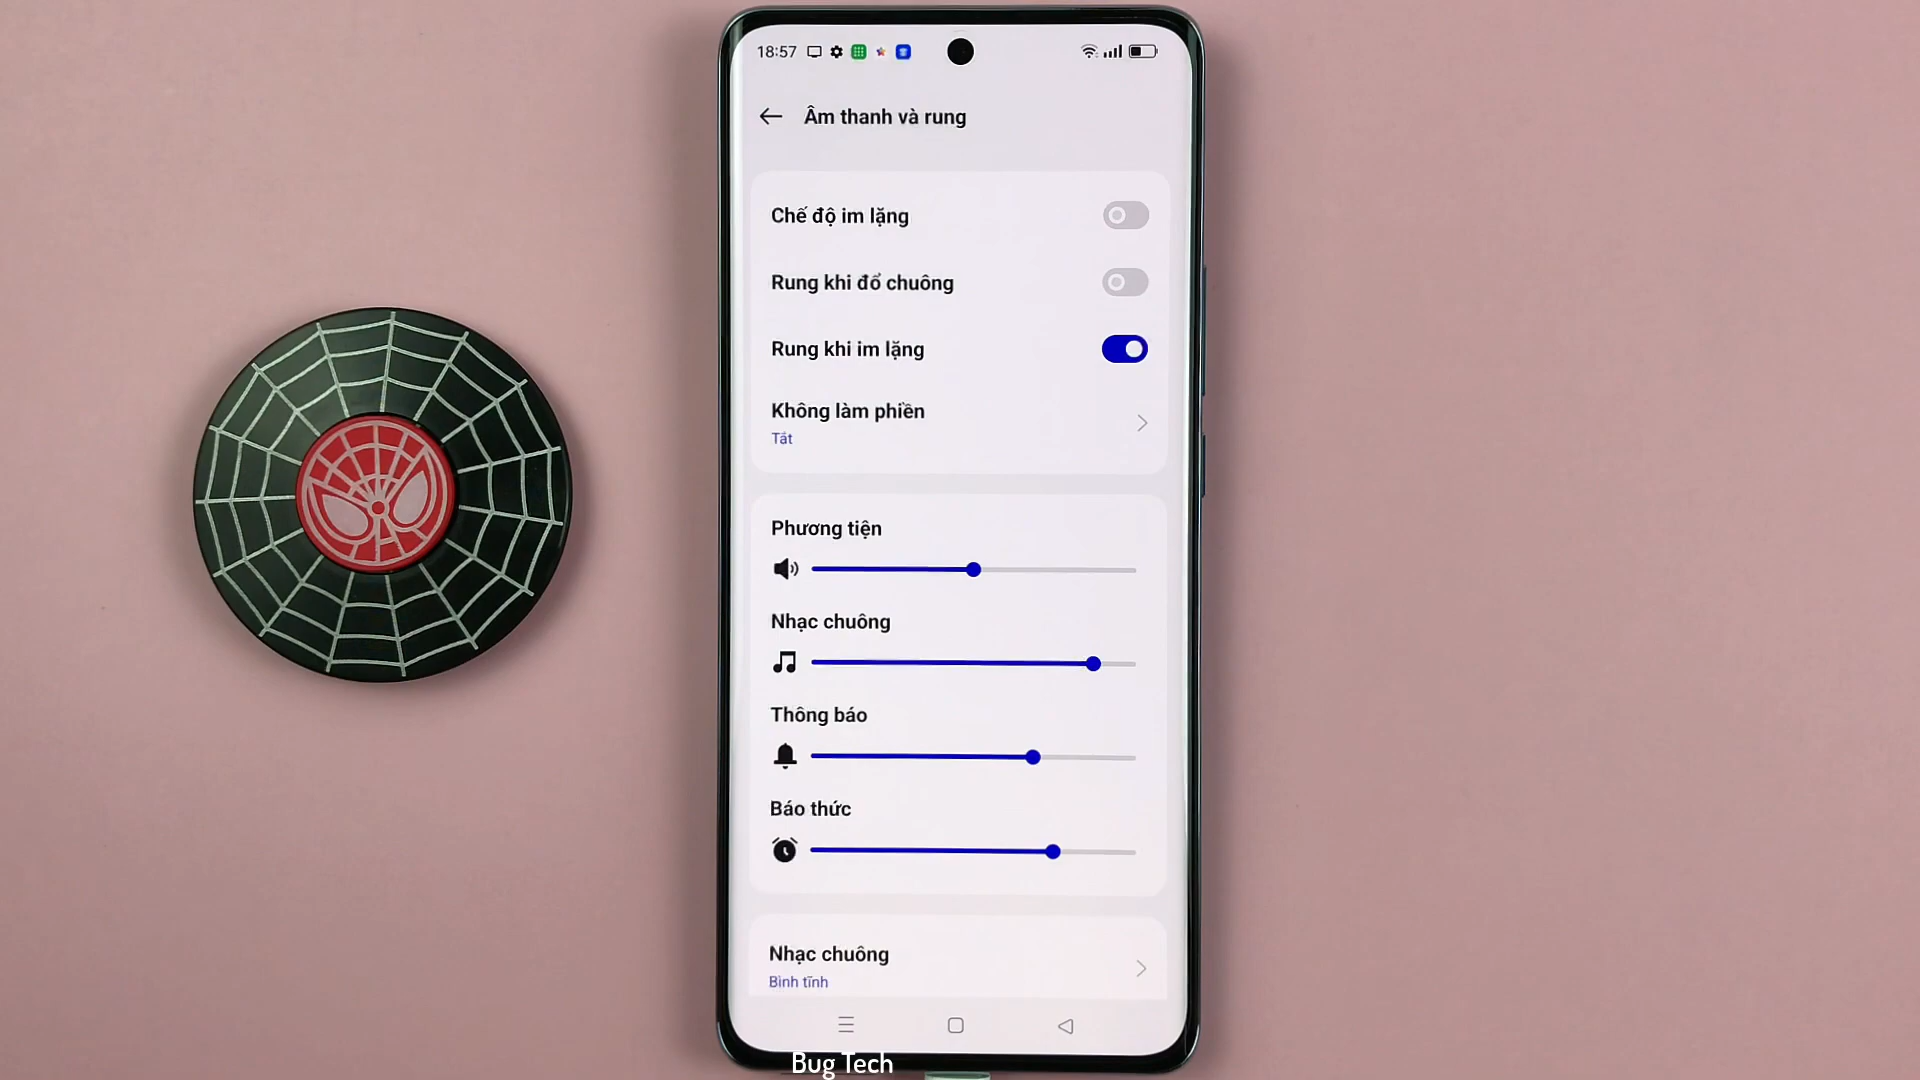 18:57
Âm thanh và rung
Chế độ im lặng
Rung khi đổ chuông
Rung khi im lặng
Không làm phiền
Tắt
Phương tiện
Nhạc chuông
Thông báo
Báo thức
Nhạc chuông
Bình tĩnh
Bug Tech